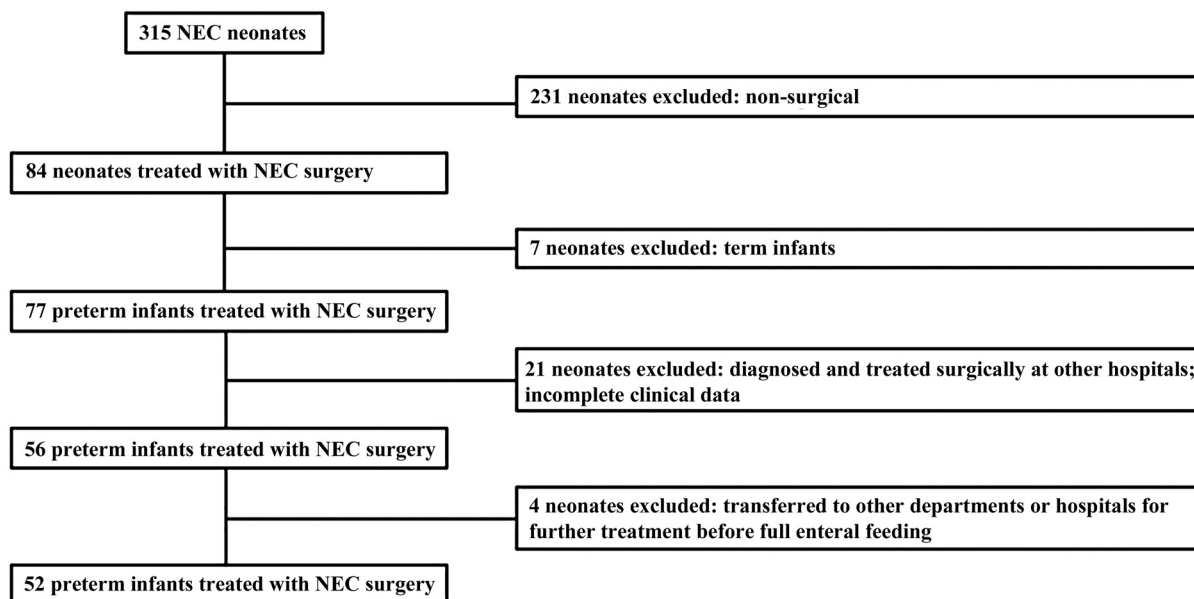 315 NEC neonates
231 neonates excluded: non-surgical
84 neonates treated with NEC surgery
7 neonates excluded: term infants
77 preterm infants treated with NEC surgery
21 neonates excluded: diagnosed and treated surgically at other hospitals;
incomplete clinical data
56 preterm infants treated with NEC surgery
4 neonates excluded: transferred to other departments or hospitals for
further treatment before full enteral feeding
52 preterm infants treated with NEC surgery